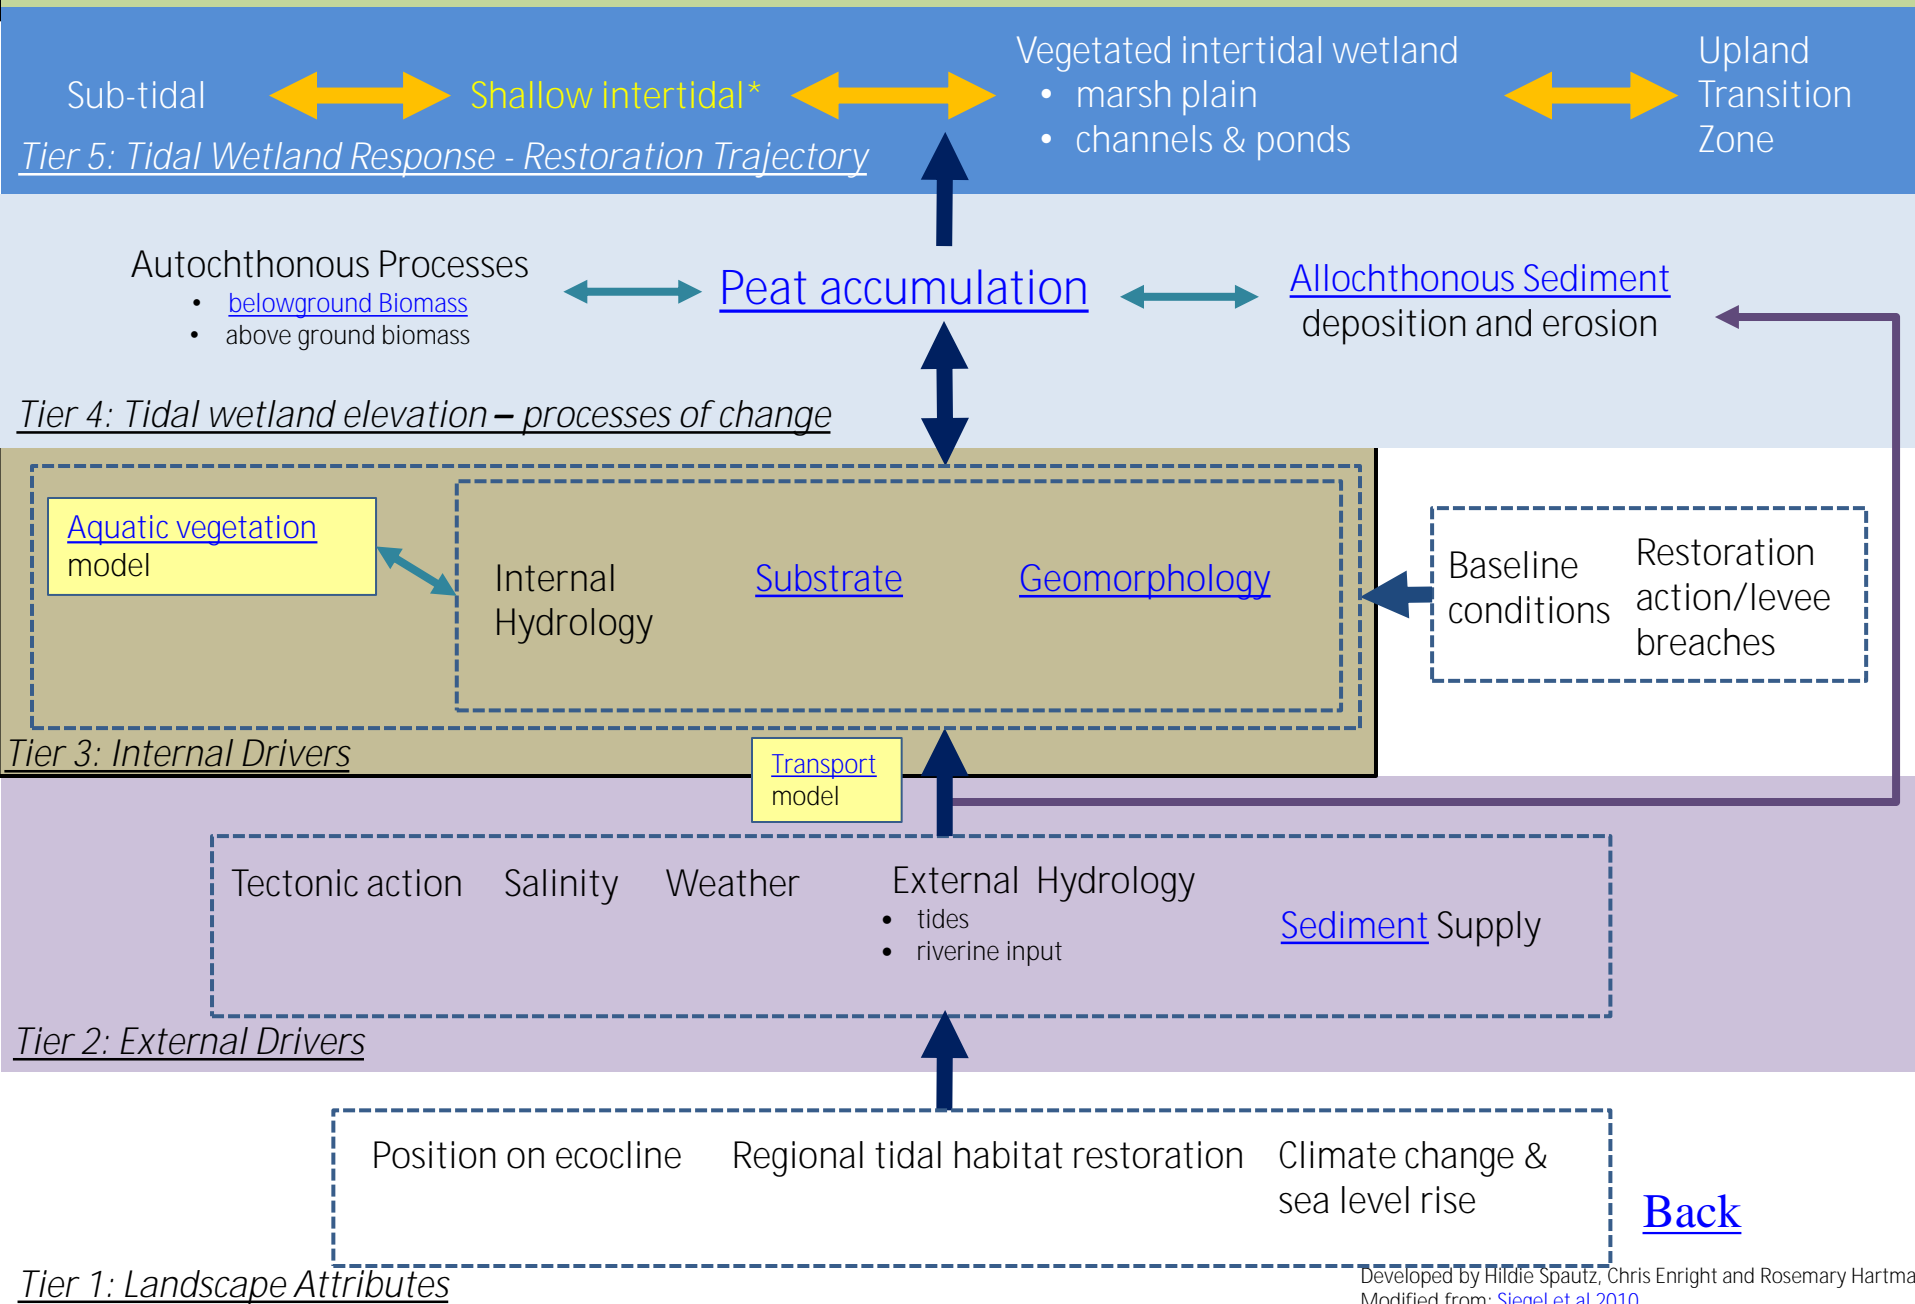 Sub-tidal
Shallow intertidal*
Vegetated intertidal wetland
• marsh plain
• channels & ponds
Upland
Transition
Zone
Tier 5: Tidal Wetland Response - Restoration Trajectory
Autochthonous Processes
• belowground Biomass
• above ground biomass
Peat accumulation
Allochthonous Sediment
deposition and erosion
Tier 4: Tidal wetland elevation – processes of change
Aquatic vegetation
model
Internal
Hydrology
Substrate
Geomorphology
Baseline
conditions
Restoration
action/levee
breaches
Tier 3: Internal Drivers
Transport
model
Tectonic action
Salinity
Weather
External Hydrology
• tides
• riverine input
Sediment Supply
Tier 2: External Drivers
Position on ecocline
Regional tidal habitat restoration
Climate change &
sea level rise
Back
Tier 1: Landscape Attributes
Developed by Hildie Spautz, Chris Enright and Rosemary Hartma
Modified from: Siegel et al 2010